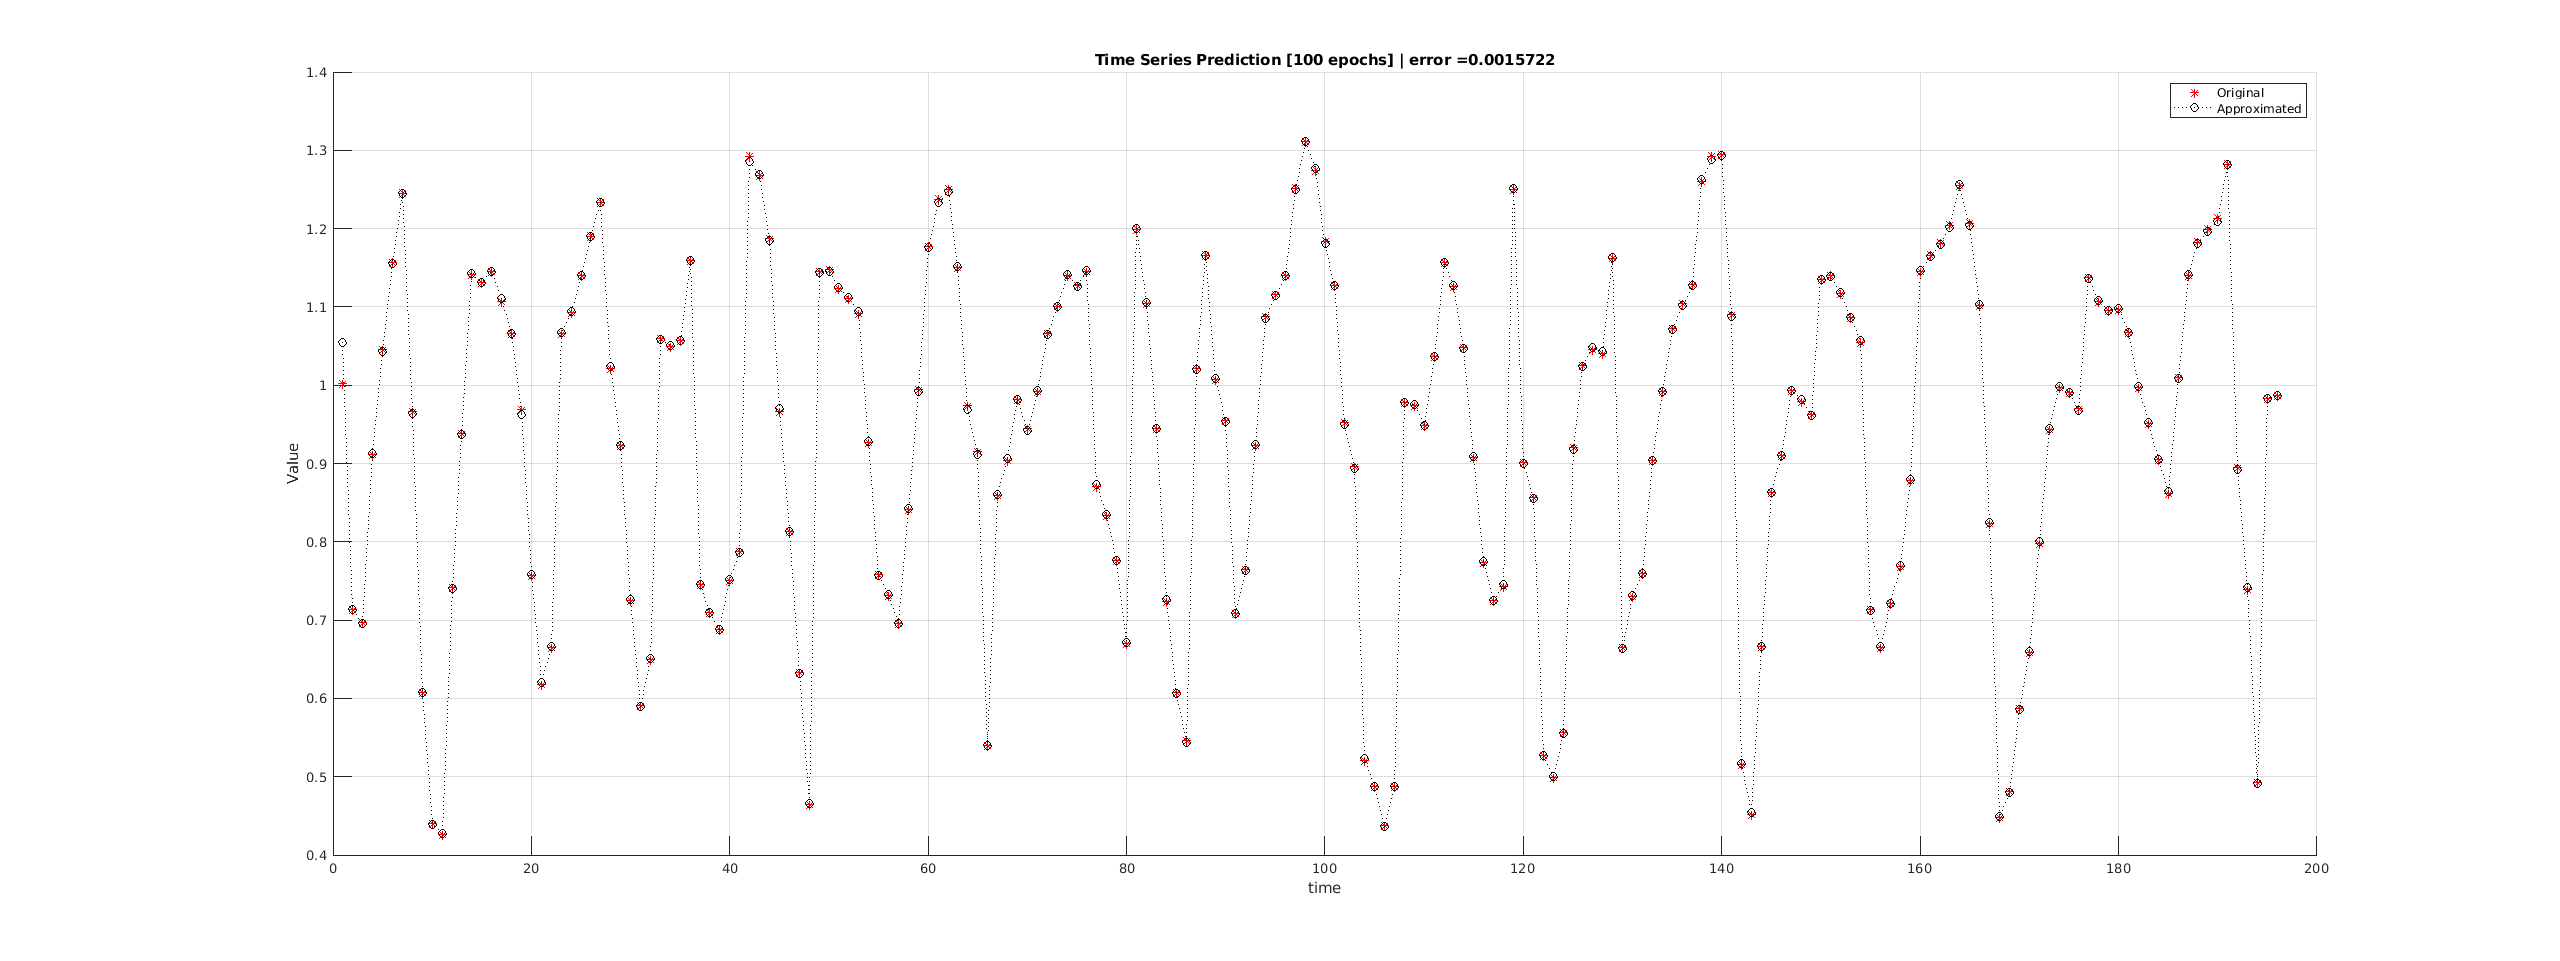 Time Series Prediction [100 epochs] | error =0.0015722
1.4
1.3
1.2
1.1
1
0.9
0.8
0.7
0.6
0.5
0.4
Value
Original
Approximated
0 20 40 60 80 100 120 140 160 180 200
time